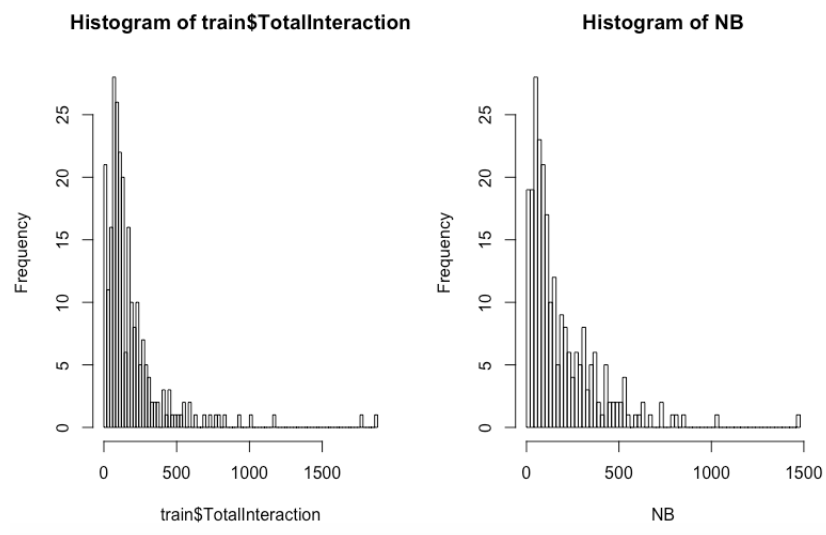 Histogram of train$TotalInteraction
Frequency
25
20
15
10
5
0
0 500 1000 1500
train$TotalInteraction
Histogram of NB
Frequency
25
20
15
10
5
0
0 500 1000 1500
NB